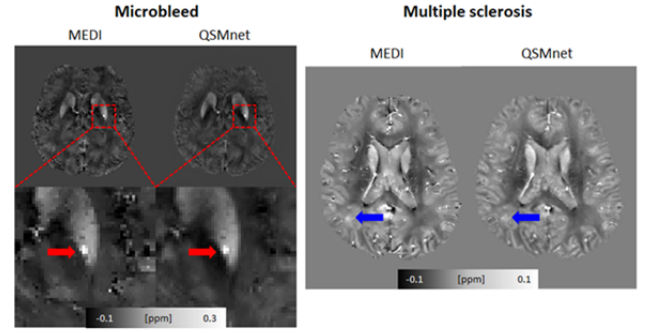 Microbleed
MEDI QSMnet
-0.1 [ppm] 0.3
Multiple sclerosis
MEDI QSMnet
-0.1 [ppm] 0.1